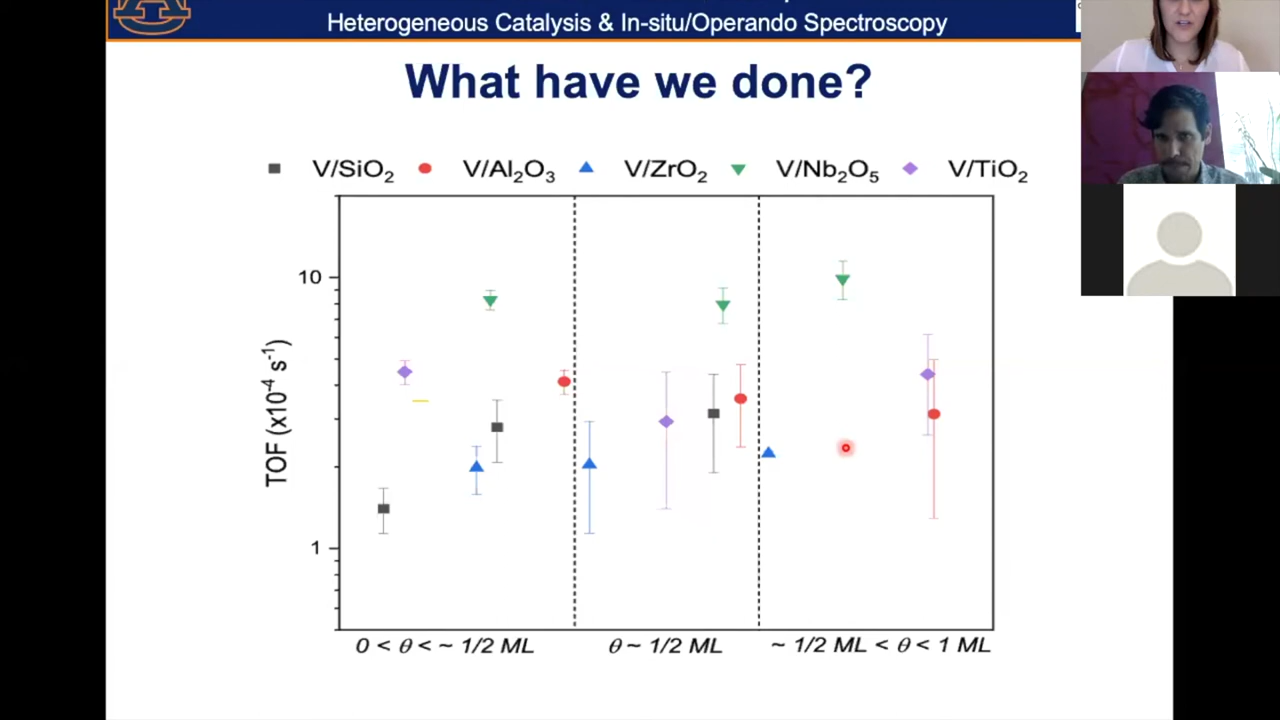 Heterogeneous Catalysis & In-situ/Operando Spectroscopy
What have we done?
V/SiO₂ V/Al₂O₃ V/ZrO₂ V/Nb₂O₅ V/TiO₂
10
1
TOF (x10⁻⁴ s⁻¹)
0 < θ < ~ 1/2 ML θ ~ 1/2 ML ~ 1/2 ML < θ < 1 ML